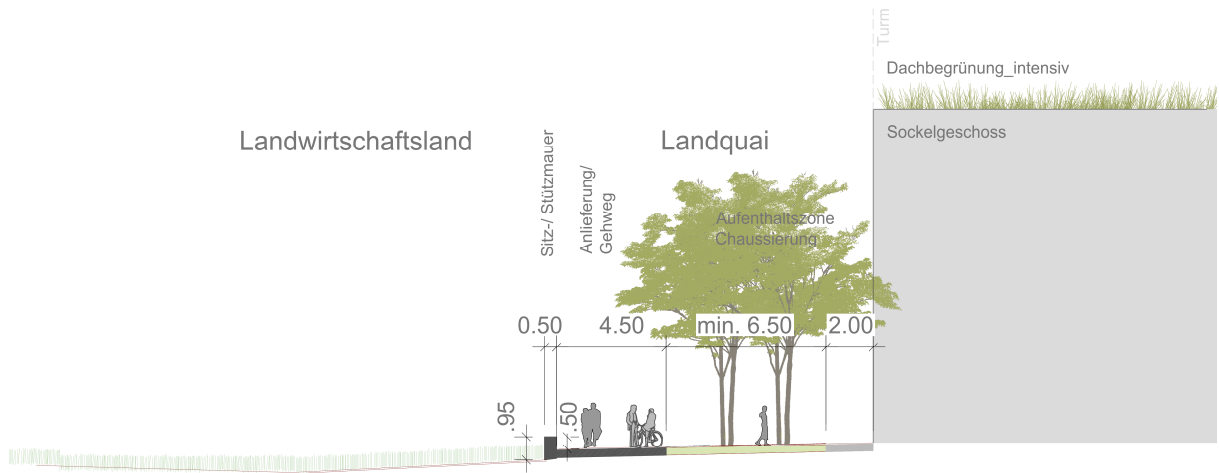 Turm
Dachbegrünung_intensiv
Sockelgeschoss
Landwirtschaftsland
Sitz-/ Stützmauer
Anlieferung/
Gehweg
Landquai
Aufenthaltszone
Chaussierung
0.50
4.50
min. 6.50
2.00
.95
.50